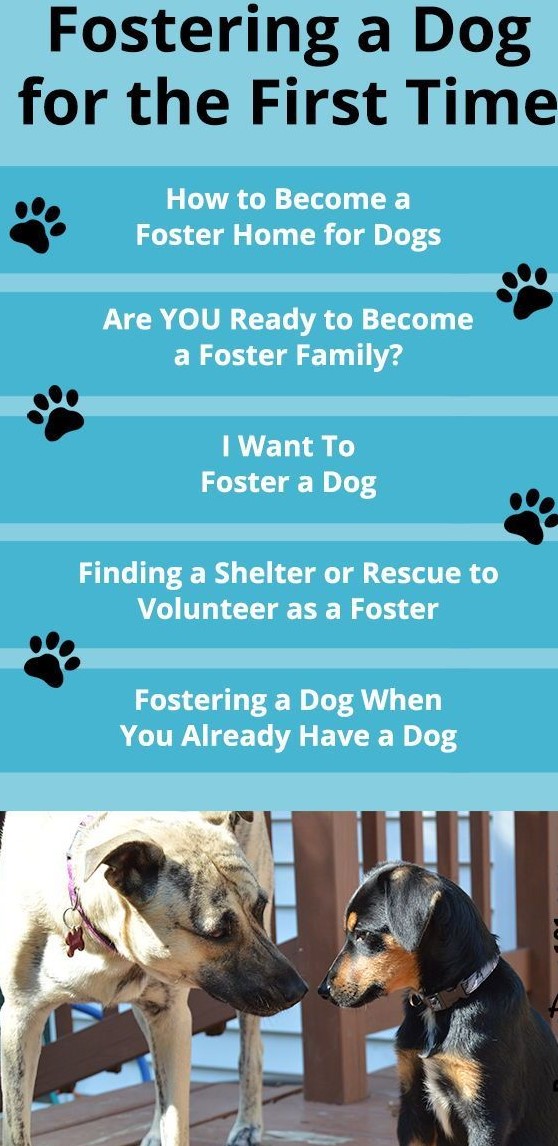 Fostering a Dog
for the First Time
How to Become a
Foster Home for Dogs
Are YOU Ready to Become
a Foster Family?
I Want To
Foster a Dog
Finding a Shelter or Rescue to
Volunteer as a Foster
Fostering a Dog When
You Already Have a Dog